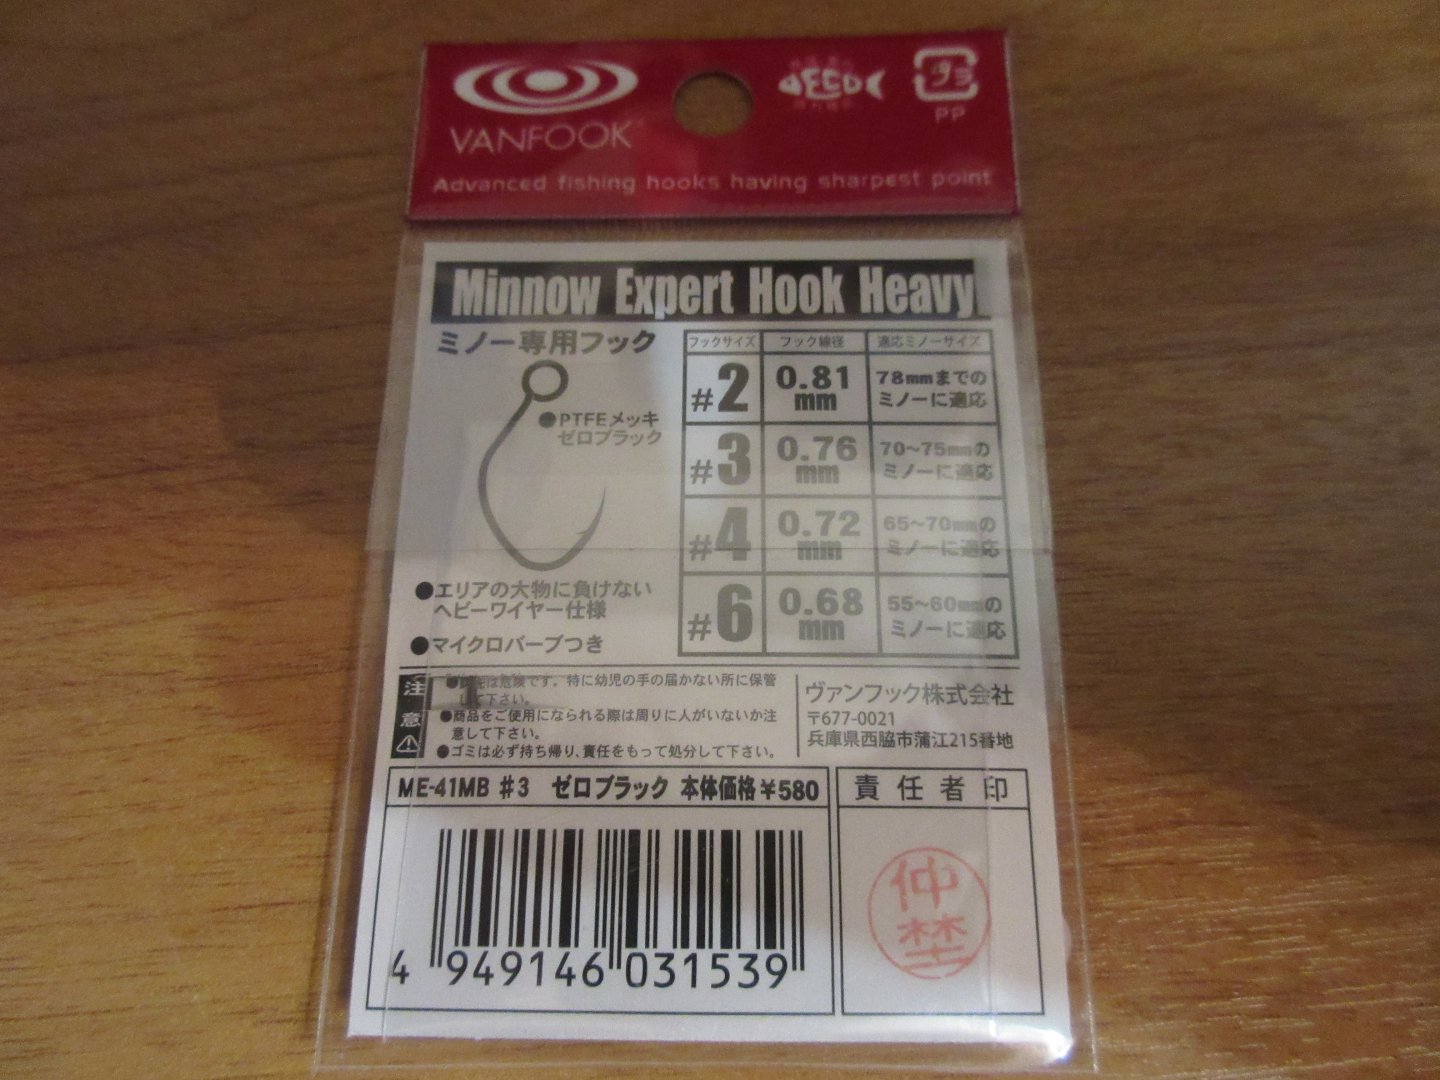 VANFOOK
ECO
プラ
PP
Advanced fishing hooks having sharpest point
Minnow Expert Hook Heavy
ミノー専用フック
●PTFEメッキ
ゼロブラック
フックサイズ フック線径 適応ミノーサイズ
#2 0.81mm 78mmまでのミノーに適応
#3 0.76mm 70~75mmのミノーに適応
#4 0.72mm 65~70mmのミノーに適応
#6 0.68mm 55~60mmのミノーに適応
●エリアの大物に負けない
ヘビーワイヤー仕様
●マイクロバーブつき
注意
は危険です。特に幼児の手の届かない所に保管
して下さい。
●商品をご使用になられる際は周りに人がいないか注
意して下さい。
●ゴミは必ず持ち帰り、責任をもって処分して下さい。
ヴァンフック株式会社
〒677-0021
兵庫県西脇市蒲江215番地
ME-41MB #3 ゼロブラック 本体価格¥580
責任者印
4 949146 031539
仲埜